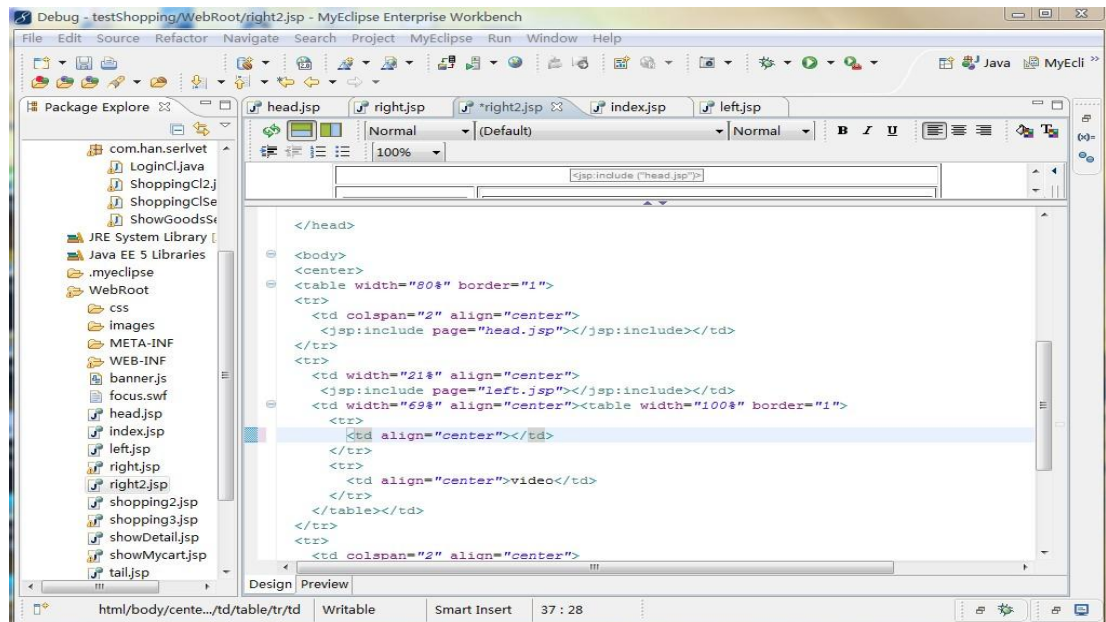 Debug - testShopping/WebRoot/right2.jsp - MyEclipse Enterprise Workbench
File Edit Source Refactor Navigate Search Project MyEclipse Run Window Help
Java MyEcli »
Package Explore
head.jsp right.jsp *right2.jsp index.jsp left.jsp
Normal (Default) Normal B I U
100%
<jsp:include ("head.jsp")>
com.han.serlvet
LoginCl.java
ShoppingCl2.j
ShoppingClSe
ShowGoodsSe
JRE System Library [
Java EE 5 Libraries
.myeclipse
WebRoot
css
images
META-INF
WEB-INF
banner.js
focus.swf
head.jsp
index.jsp
left.jsp
right.jsp
right2.jsp
shopping2.jsp
shopping3.jsp
showDetail.jsp
showMycart.jsp
tail.jsp
</head>
<body>
<center>
<table width="80%" border="1">
<tr>
<td colspan="2" align="center">
<jsp:include page="head.jsp"></jsp:include></td>
</tr>
<tr>
<td width="21%" align="center">
<jsp:include page="left.jsp"></jsp:include></td>
<td width="69%" align="center"><table width="100%" border="1">
<tr>
<td align="center"></td>
</tr>
<tr>
<td align="center">video</td>
</tr>
</table></td>
</tr>
<tr>
<td colspan="2" align="center">
Design Preview
html/body/cente.../td/table/tr/td Writable Smart Insert 37 : 28